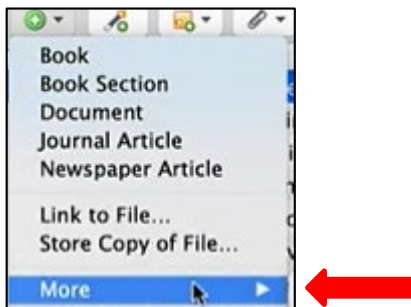 Book
Book Section
Document
Journal Article
Newspaper Article
Link to File...
Store Copy of File...
More